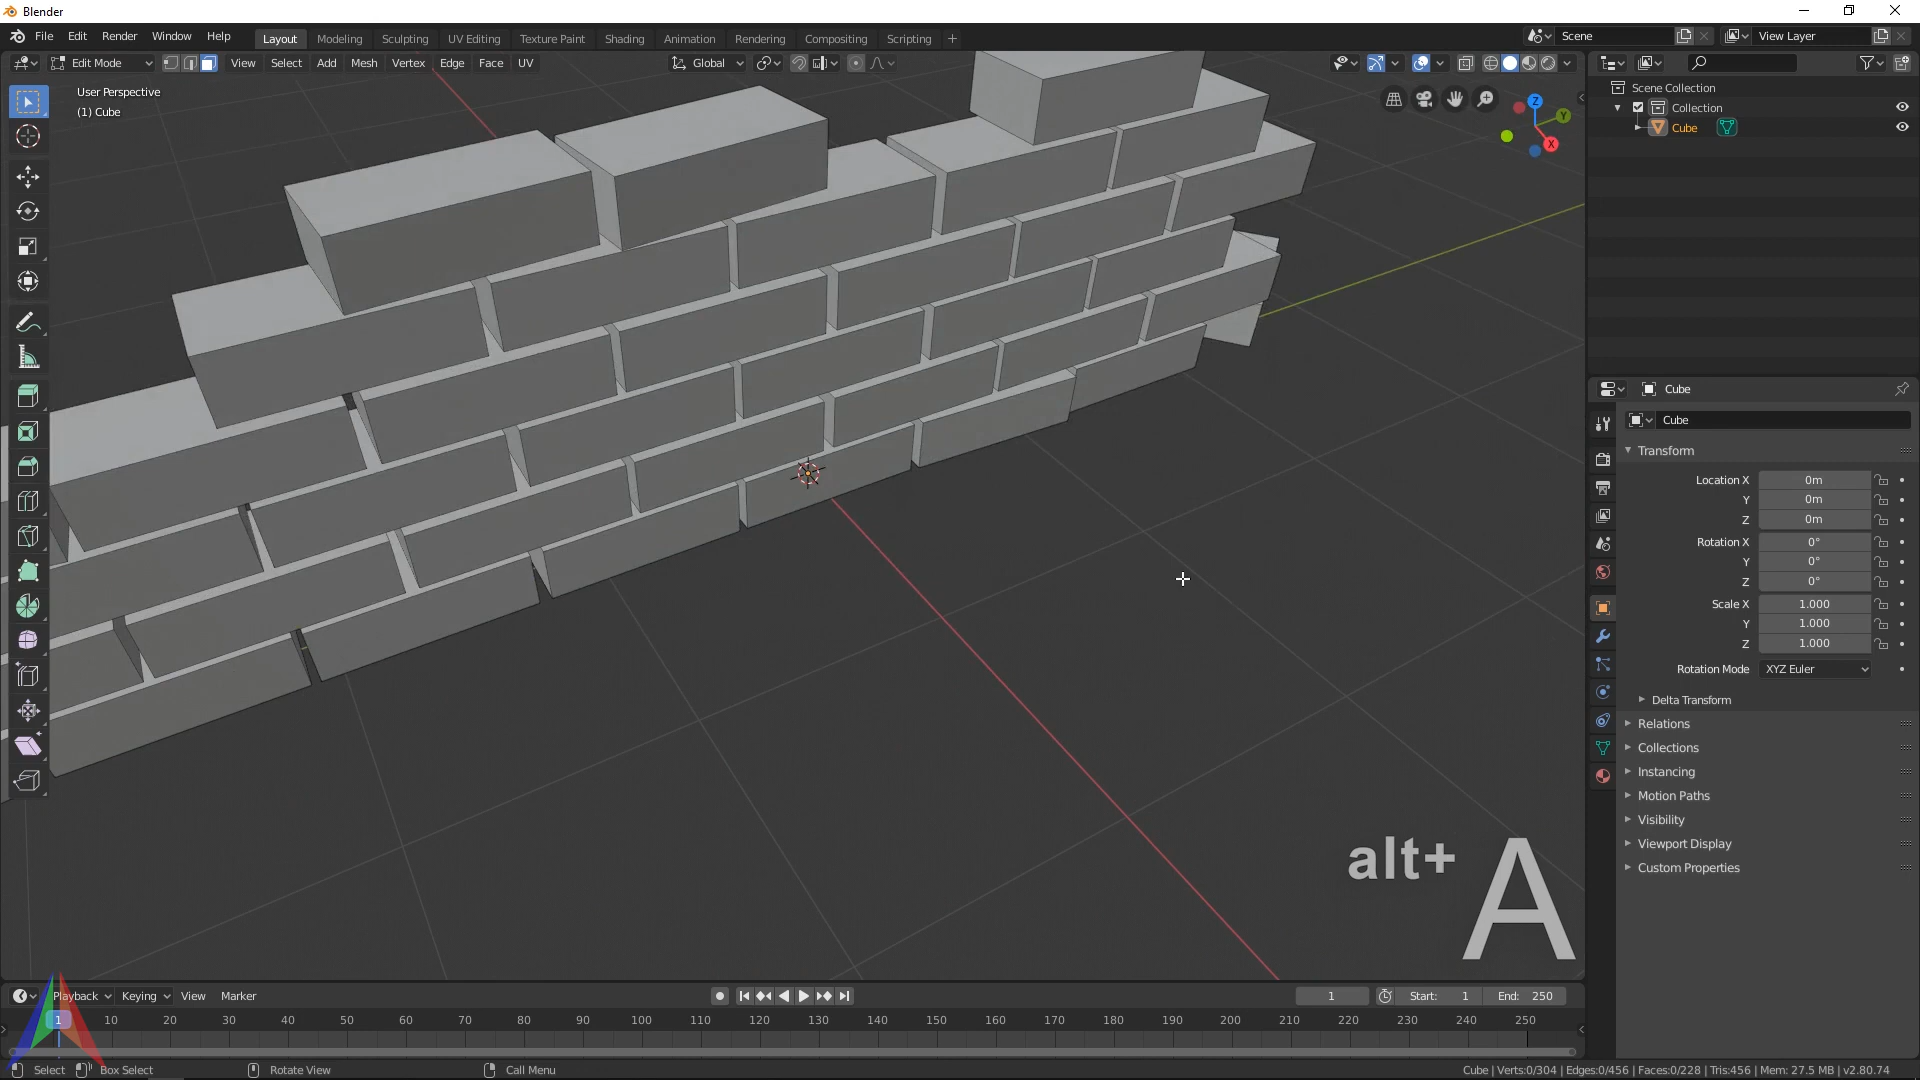 Blender
File Edit Render Window Help
Layout Modeling Sculpting UV Editing Texture Paint Shading Animation Rendering Compositing Scripting +
Scene
View Layer
Edit Mode View Select Add Mesh Vertex Edge Face UV
Global
User Perspective
(1) Cube
Z
Y
X
Scene Collection
Collection
Cube
Cube
Cube
Transform
Location X 0m
Y 0m
Z 0m
Rotation X 0°
Y 0°
Z 0°
Scale X 1.000
Y 1.000
Z 1.000
Rotation Mode XYZ Euler
Delta Transform
Relations
Collections
Instancing
Motion Paths
Visibility
Viewport Display
Custom Properties
alt+ A
Playback Keying View Marker
1 Start: 1 End: 250
1 10 20 30 40 50 60 70 80 90 100 110 120 130 140 150 160 170 180 190 200 210 220 230 240 250
Select Box Select Rotate View Call Menu
Cube | Verts:0/304 | Edges:0/456 | Faces:0/228 | Tris:456 | Mem: 27.5 MB | v2.80.74